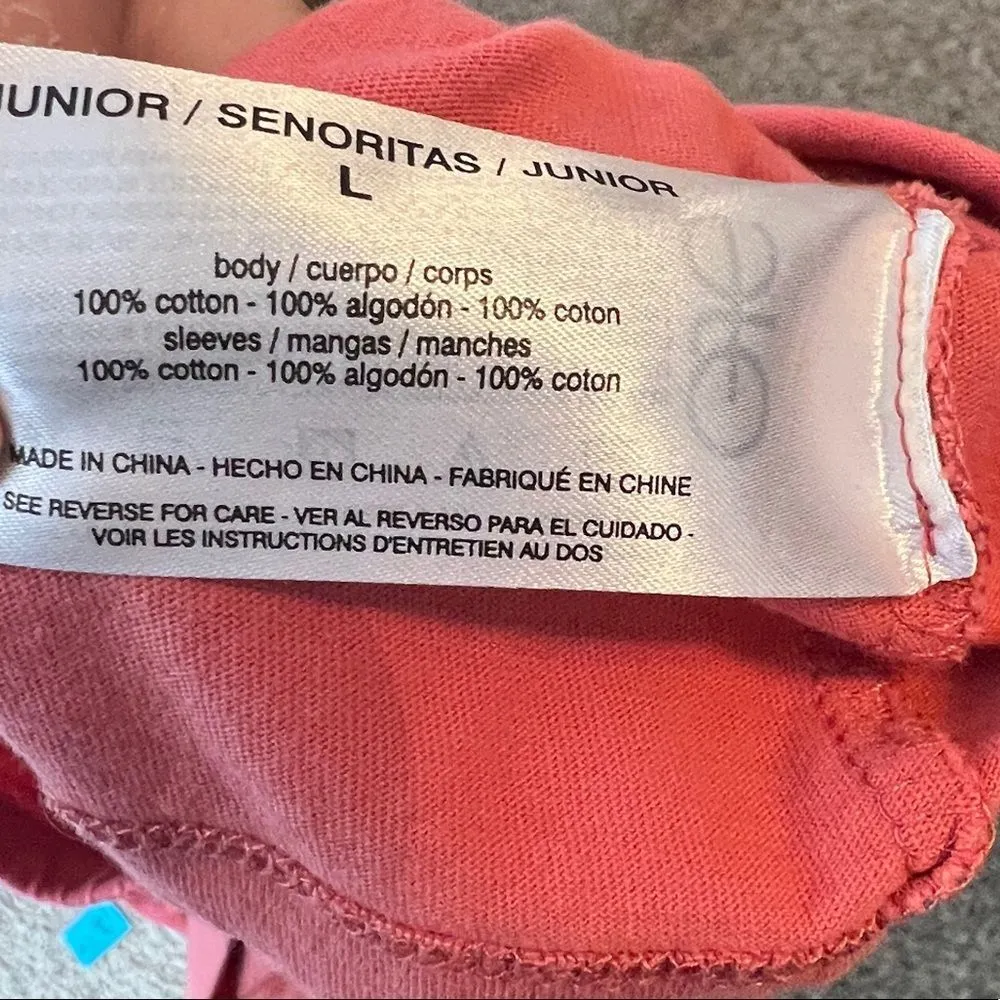 JUNIOR / SENORITAS / JUNIOR
L
body / cuerpo / corps
100% cotton - 100% algodón - 100% coton
sleeves / mangas / manches
100% cotton - 100% algodón - 100% coton
MADE IN CHINA - HECHO EN CHINA - FABRIQUÉ EN CHINE
SEE REVERSE FOR CARE - VER AL REVERSO PARA EL CUIDADO -
VOIR LES INSTRUCTIONS D'ENTRETIEN AU DOS